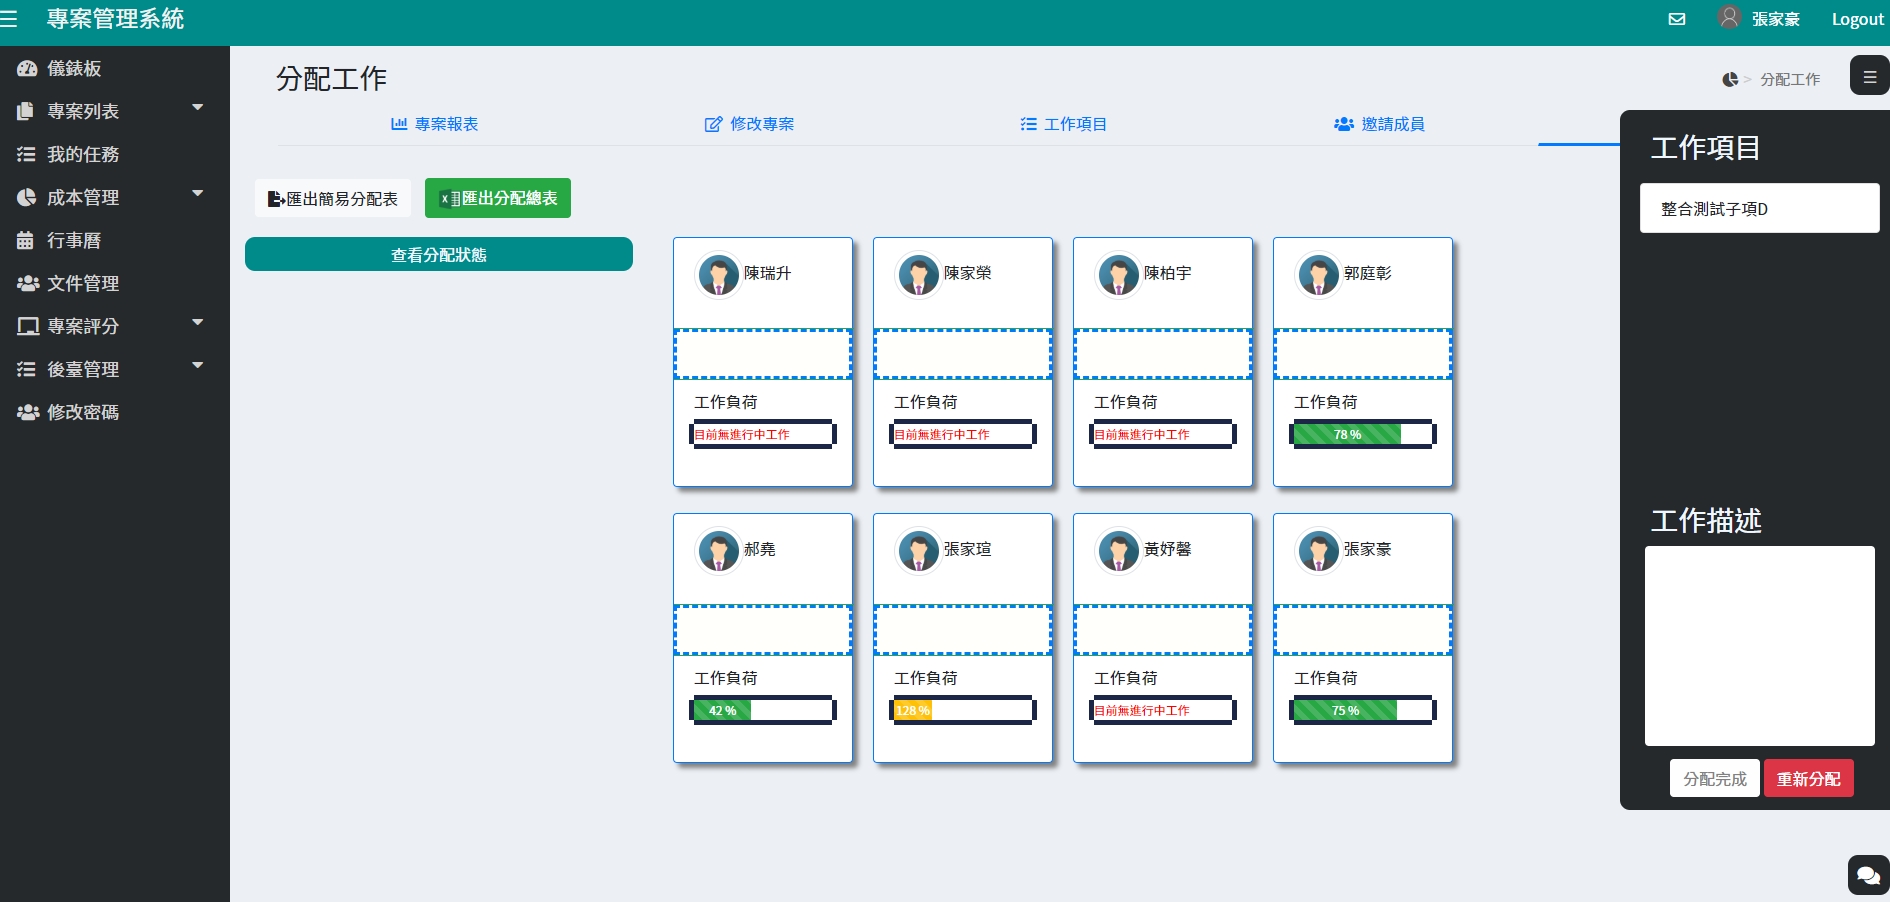 專案管理系統
張家豪
Logout
儀錶板
專案列表
我的任務
成本管理
行事曆
文件管理
專案評分
後臺管理
修改密碼
分配工作
> 分配工作
專案報表
修改專案
工作項目
邀請成員
匯出簡易分配表
匯出分配總表
查看分配狀態
陳瑞升
工作負荷
目前無進行中工作
陳家榮
工作負荷
目前無進行中工作
陳柏宇
工作負荷
目前無進行中工作
郭庭彰
工作負荷
78 %
郝堯
工作負荷
42 %
張家瑄
工作負荷
128 %
黃妤馨
工作負荷
目前無進行中工作
張家豪
工作負荷
75 %
工作項目
整合測試子項D
工作描述
分配完成
重新分配